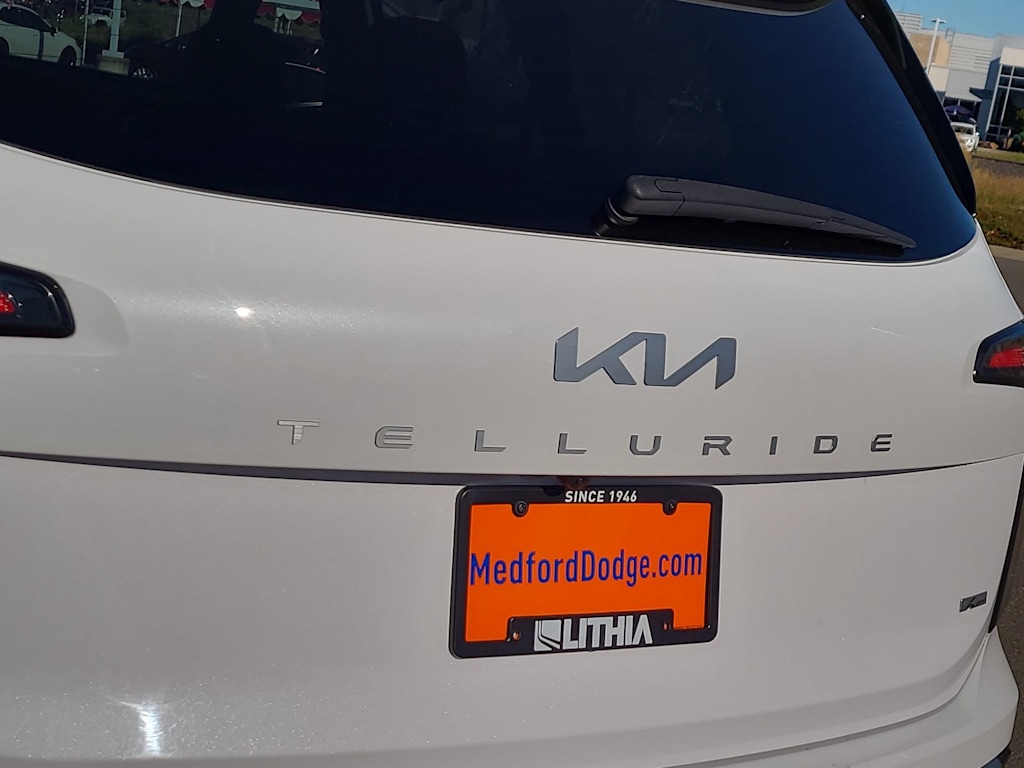 KIA
TELLURIDE
SINCE 1946
MedfordDodge.com
LITHIA